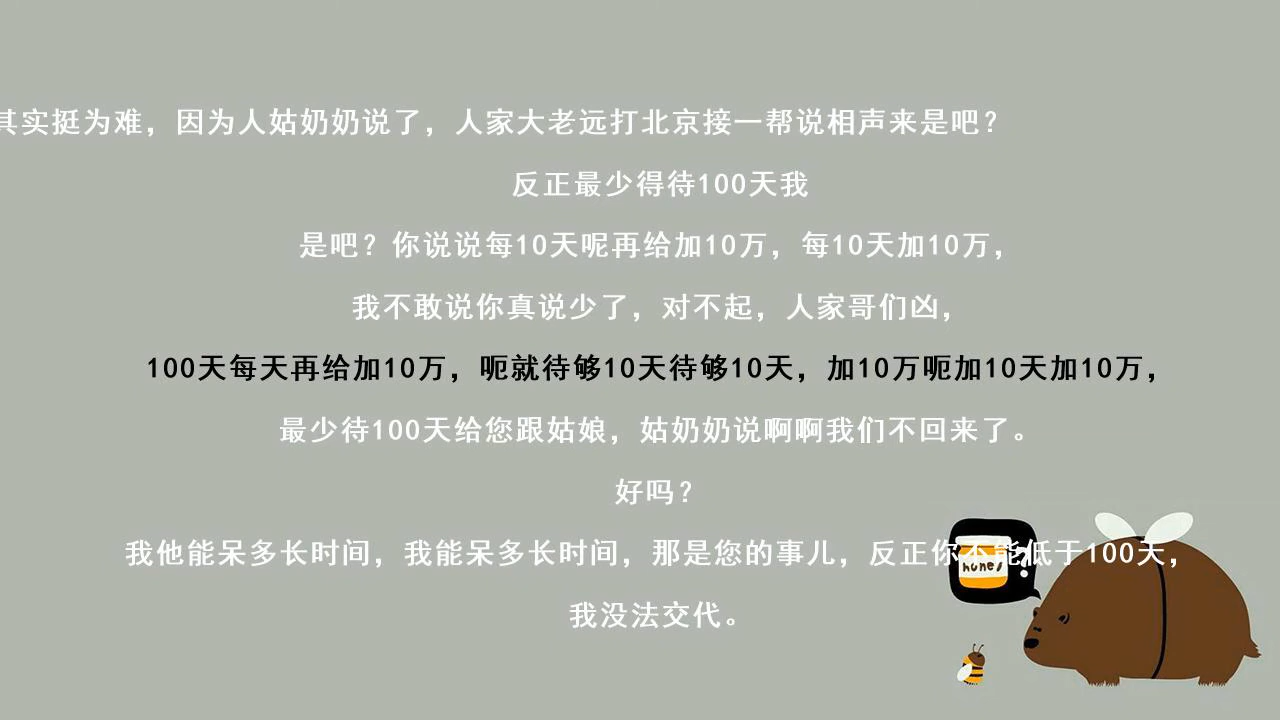 其实挺为难，因为人姑奶奶说了，人家大老远打北京接一帮说相声来是吧？
反正最少得待100天我
是吧？你说说每10天呢再给加10万，每10天加10万，
我不敢说你真说少了，对不起，人家哥们凶，
100天每天再给加10万，呃就待够10天待够10天，加10万呃加10天加10万，
最少待100天给您跟姑娘，姑奶奶说啊啊我们不回来了。
好吗？
我他能呆多长时间，我能呆多长时间，那是您的事儿，反正你不能低于100天，
我没法交代。
hunes